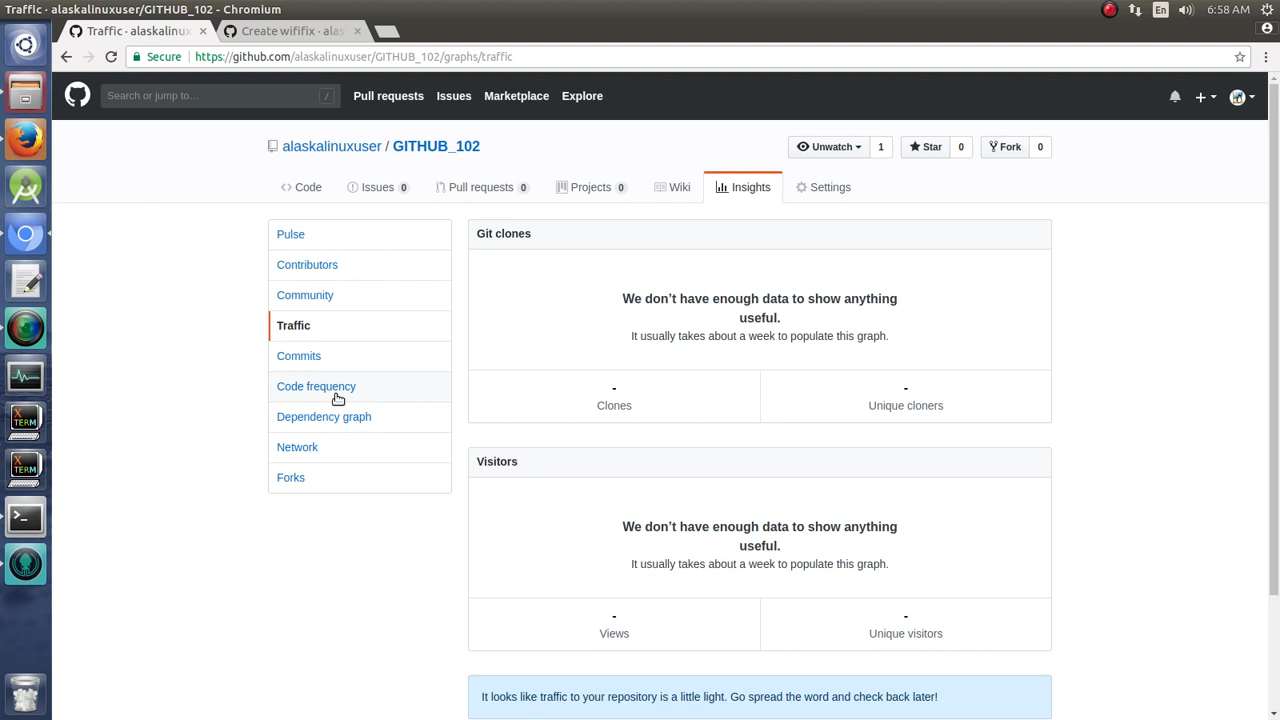 Traffic · alaskalinuxuser/GITHUB_102 - Chromium
En
6:58 AM
Traffic · alaskalinux
Create wififix · alas
Secure
https://github.com/alaskalinuxuser/GITHUB_102/graphs/traffic
Search or jump to…
/
Pull requests
Issues
Marketplace
Explore
alaskalinuxuser / GITHUB_102
Unwatch 1
Star 0
Fork 0
Code
Issues 0
Pull requests 0
Projects 0
Wiki
Insights
Settings
Pulse
Contributors
Community
Traffic
Commits
Code frequency
Dependency graph
Network
Forks
Git clones
We don’t have enough data to show anything
useful.
It usually takes about a week to populate this graph.
- -
Clones Unique cloners
Visitors
We don’t have enough data to show anything
useful.
It usually takes about a week to populate this graph.
- -
Views Unique visitors
It looks like traffic to your repository is a little light. Go spread the word and check back later!
X
TERM
X
TERM